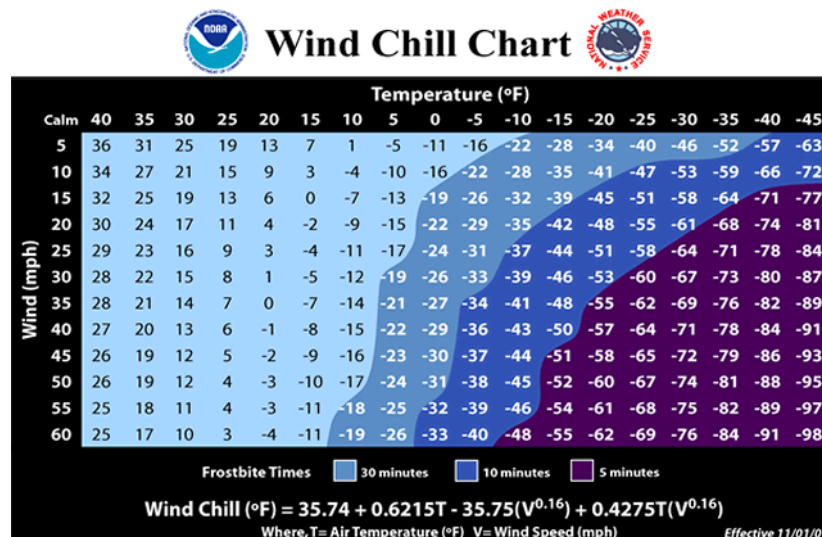 NOAA
Wind Chill Chart
NATIONAL WEATHER SERVICE
Temperature (ºF)
Calm 40 35 30 25 20 15 10 5 0 -5 -10 -15 -20 -25 -30 -35 -40 -45
Wind (mph)
5 36 31 25 19 13 7 1 -5 -11 -16 -22 -28 -34 -40 -46 -52 -57 -63
10 34 27 21 15 9 3 -4 -10 -16 -22 -28 -35 -41 -47 -53 -59 -66 -72
15 32 25 19 13 6 0 -7 -13 -19 -26 -32 -39 -45 -51 -58 -64 -71 -77
20 30 24 17 11 4 -2 -9 -15 -22 -29 -35 -42 -48 -55 -61 -68 -74 -81
25 29 23 16 9 3 -4 -11 -17 -24 -31 -37 -44 -51 -58 -64 -71 -78 -84
30 28 22 15 8 1 -5 -12 -19 -26 -33 -39 -46 -53 -60 -67 -73 -80 -87
35 28 21 14 7 0 -7 -14 -21 -27 -34 -41 -48 -55 -62 -69 -76 -82 -89
40 27 20 13 6 -1 -8 -15 -22 -29 -36 -43 -50 -57 -64 -71 -78 -84 -91
45 26 19 12 5 -2 -9 -16 -23 -30 -37 -44 -51 -58 -65 -72 -79 -86 -93
50 26 19 12 4 -3 -10 -17 -24 -31 -38 -45 -52 -60 -67 -74 -81 -88 -95
55 25 18 11 4 -3 -11 -18 -25 -32 -39 -46 -54 -61 -68 -75 -82 -89 -97
60 25 17 10 3 -4 -11 -19 -26 -33 -40 -48 -55 -62 -69 -76 -84 -91 -98
Frostbite Times 30 minutes 10 minutes 5 minutes
Wind Chill (ºF) = 35.74 + 0.6215T - 35.75(V0.16) + 0.4275T(V0.16)
Where, T= Air Temperature (ºF) V= Wind Speed (mph)
Effective 11/01/0